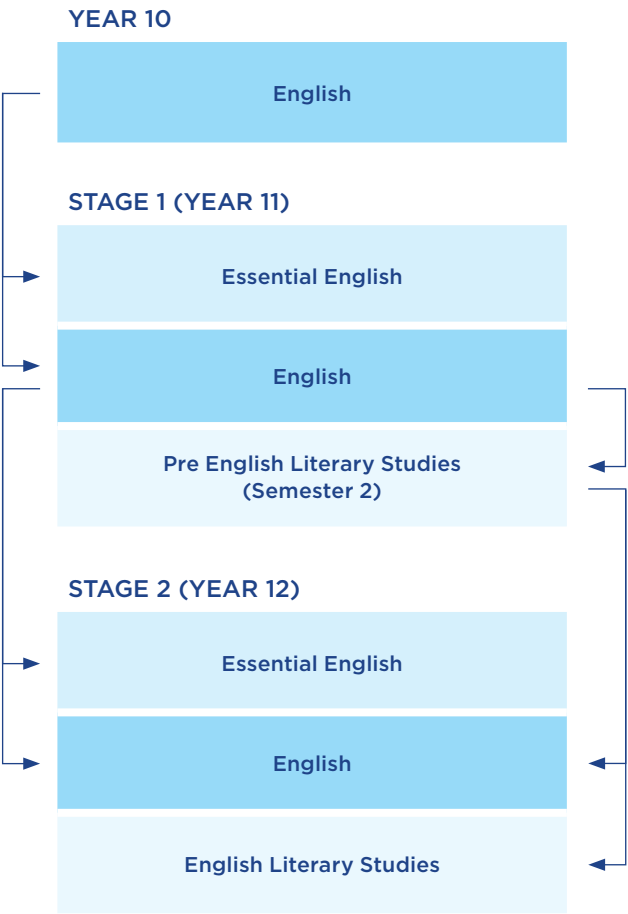 YEAR 10
English
STAGE 1 (YEAR 11)
Essential English
English
Pre English Literary Studies
(Semester 2)
STAGE 2 (YEAR 12)
Essential English
English
English Literary Studies